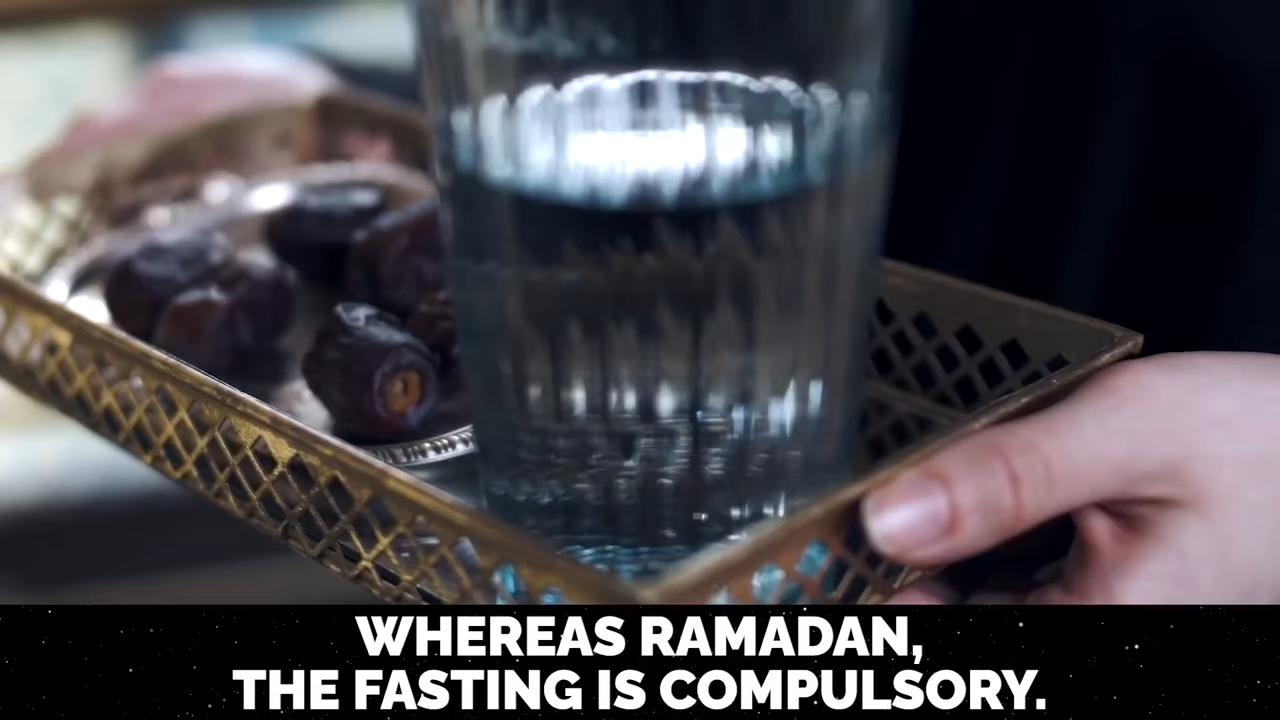 WHEREAS RAMADAN,
THE FASTING IS COMPULSORY.